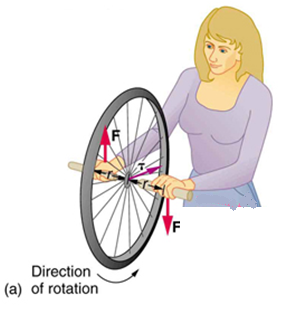 F
τ
r
r
F
Direction
(a) of rotation